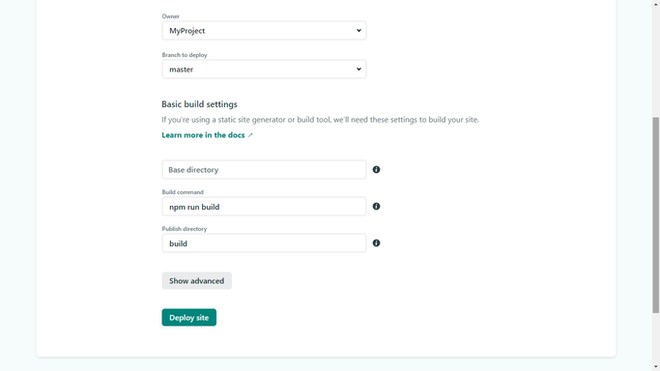 Owner
MyProject
Branch to deploy
master
Basic build settings
If you're using a static site generator or build tool, we'll need these settings to build your site.
Learn more in the docs ↗
Base directory
Build command
npm run build
Publish directory
build
Show advanced
Deploy site